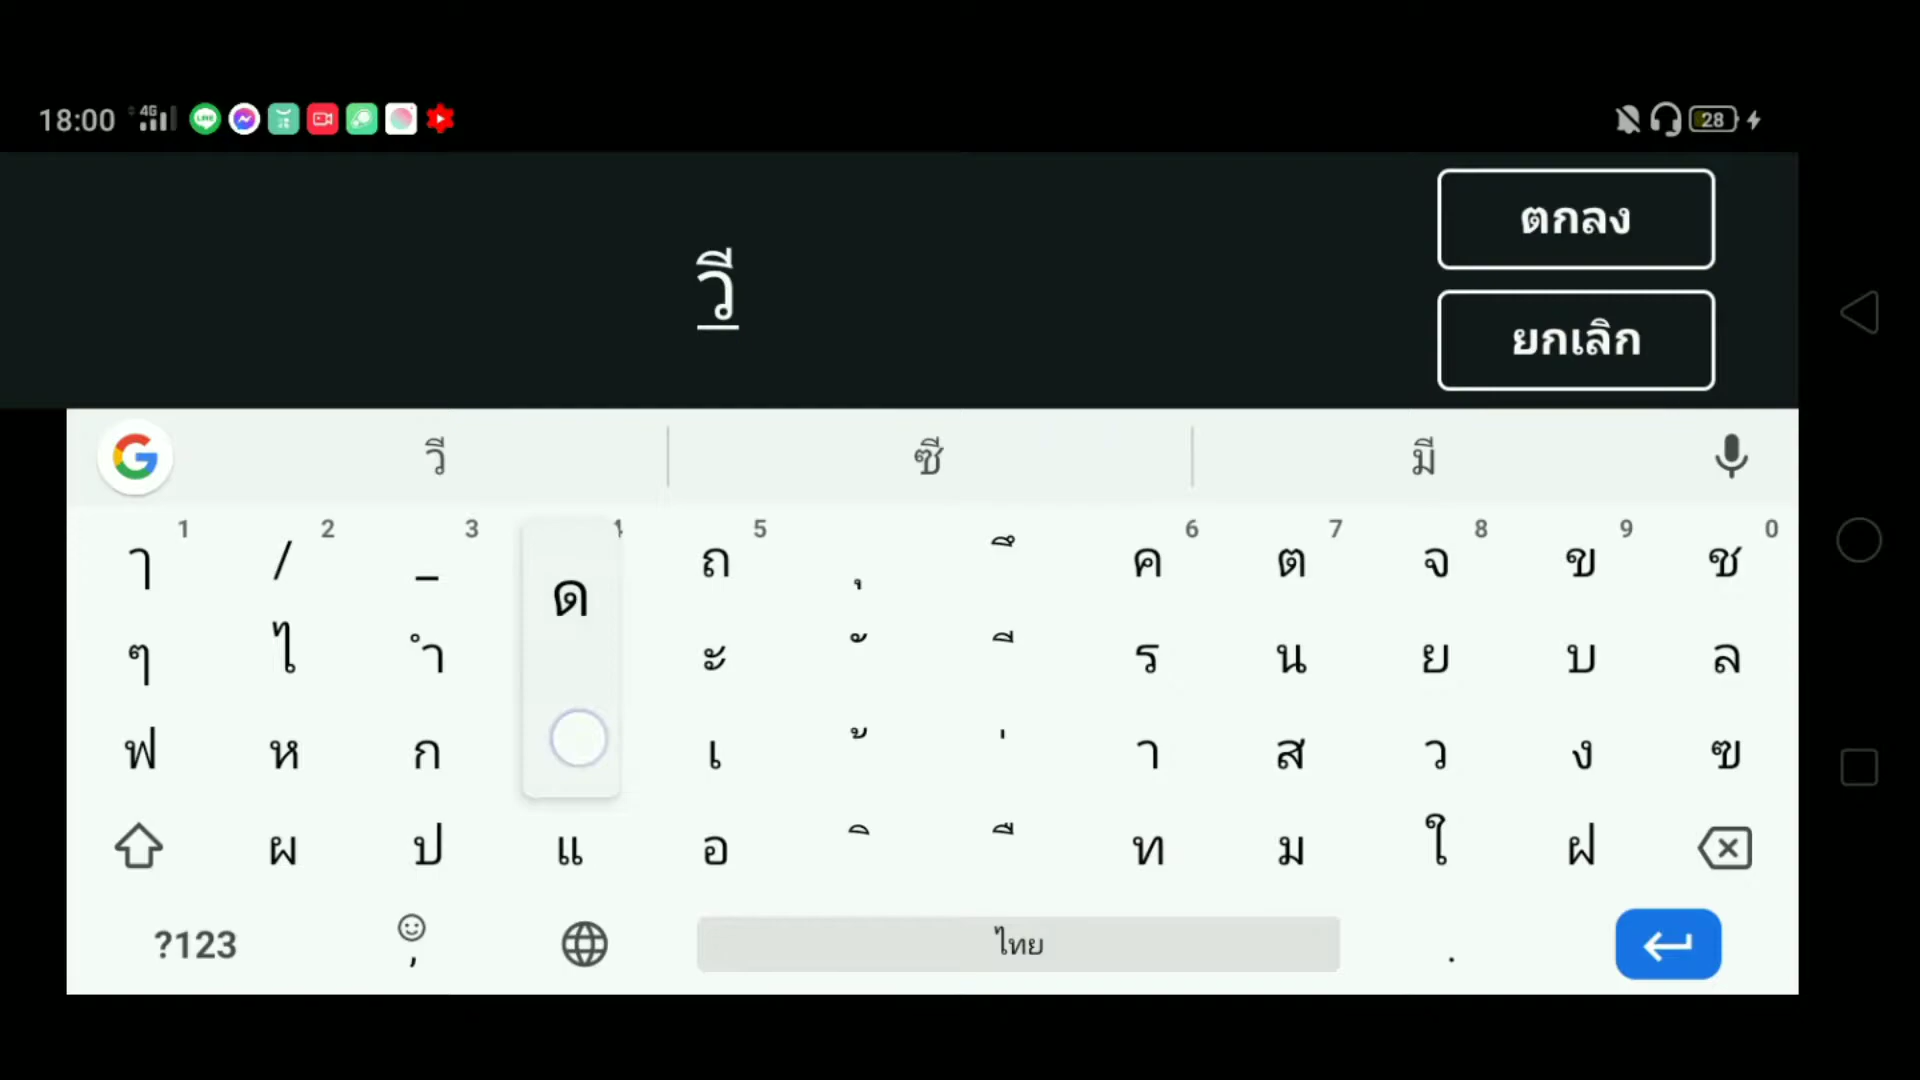 18:00 4G 28
ตกลง
วี
ยกเลิก
วี ซี มี
1 2 3 4 5 6 7 8 9 0
ๅ / _ ด ถ ุ ึ ค ต จ ข ช
ๆ ไ ำ ะ ั ี ร น ย บ ล
ฟ ห ก เ ้ ่ า ส ว ง ฃ
ผ ป แ อ ิ ื ท ม ใ ฝ
?123 , ไทย .